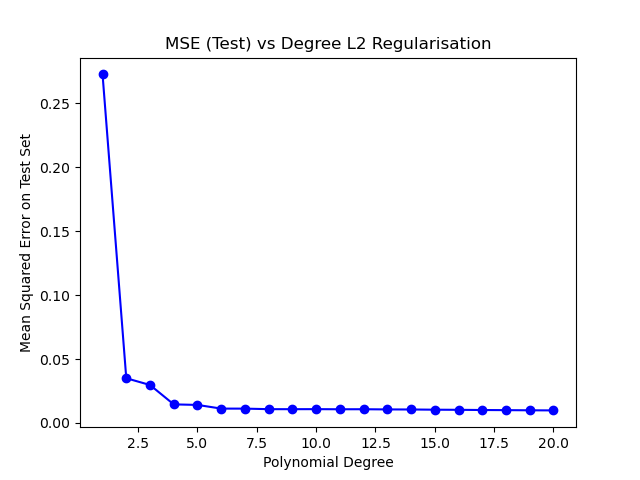 MSE (Test) vs Degree L2 Regularisation
Mean Squared Error on Test Set
0.25
0.20
0.15
0.10
0.05
0.00
2.5 5.0 7.5 10.0 12.5 15.0 17.5 20.0
Polynomial Degree